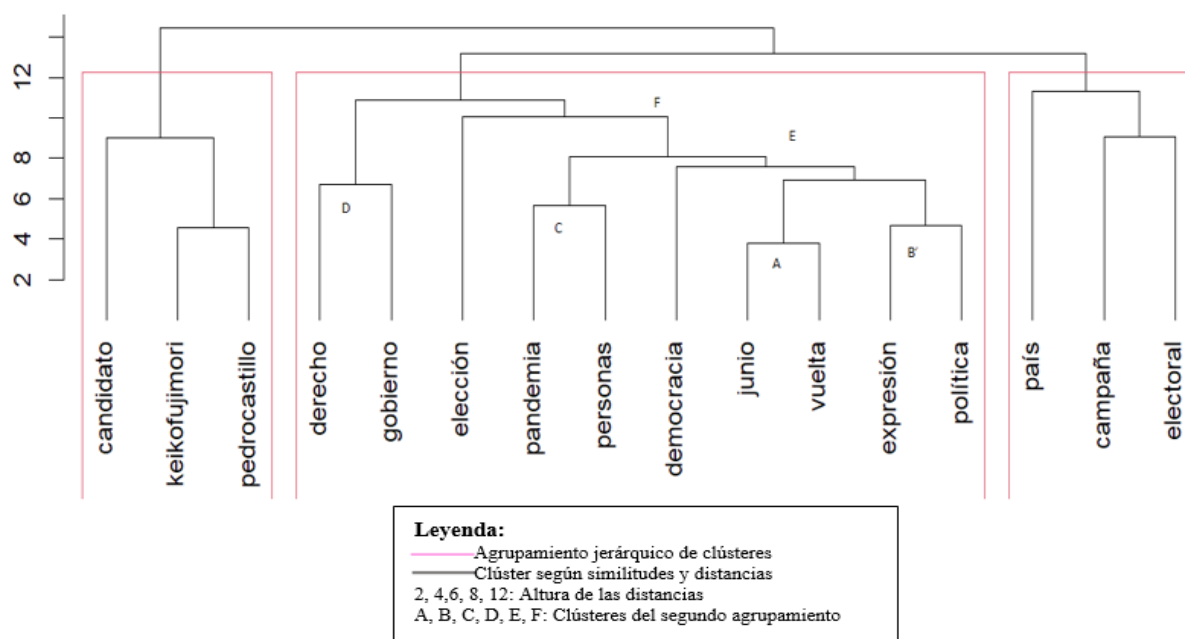 12
8
6
4
2
F
E
D
C
A
B'
candidato
keikofujimori
pedrocastillo
derecho
gobierno
elección
pandemia
personas
democracia
junio
vuelta
expresión
política
país
campaña
electoral
Leyenda:
Agrupamiento jerárquico de clústeres
Clúster según similitudes y distancias
2, 4,6, 8, 12: Altura de las distancias
A, B, C, D, E, F: Clústeres del segundo agrupamiento